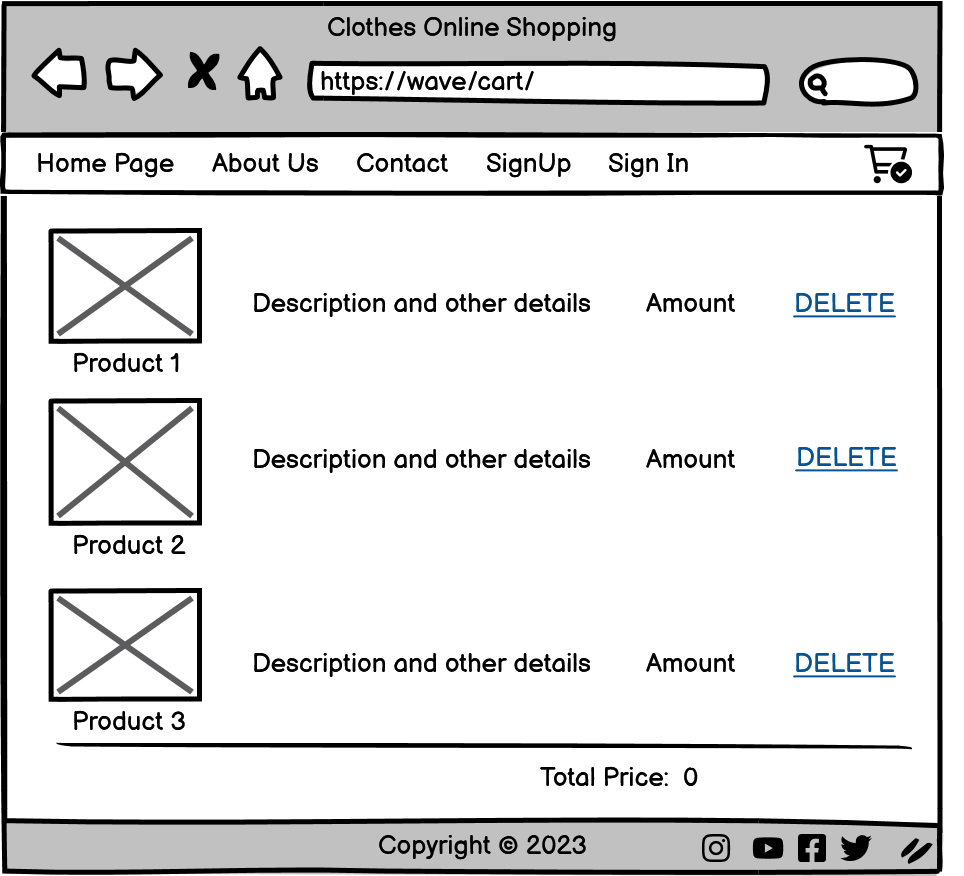 Clothes Online Shopping
https://wave/cart/
Home Page About Us Contact SignUp Sign In
Description and other details Amount DELETE
Product 1
Description and other details Amount DELETE
Product 2
Description and other details Amount DELETE
Product 3
Total Price: 0
Copyright © 2023